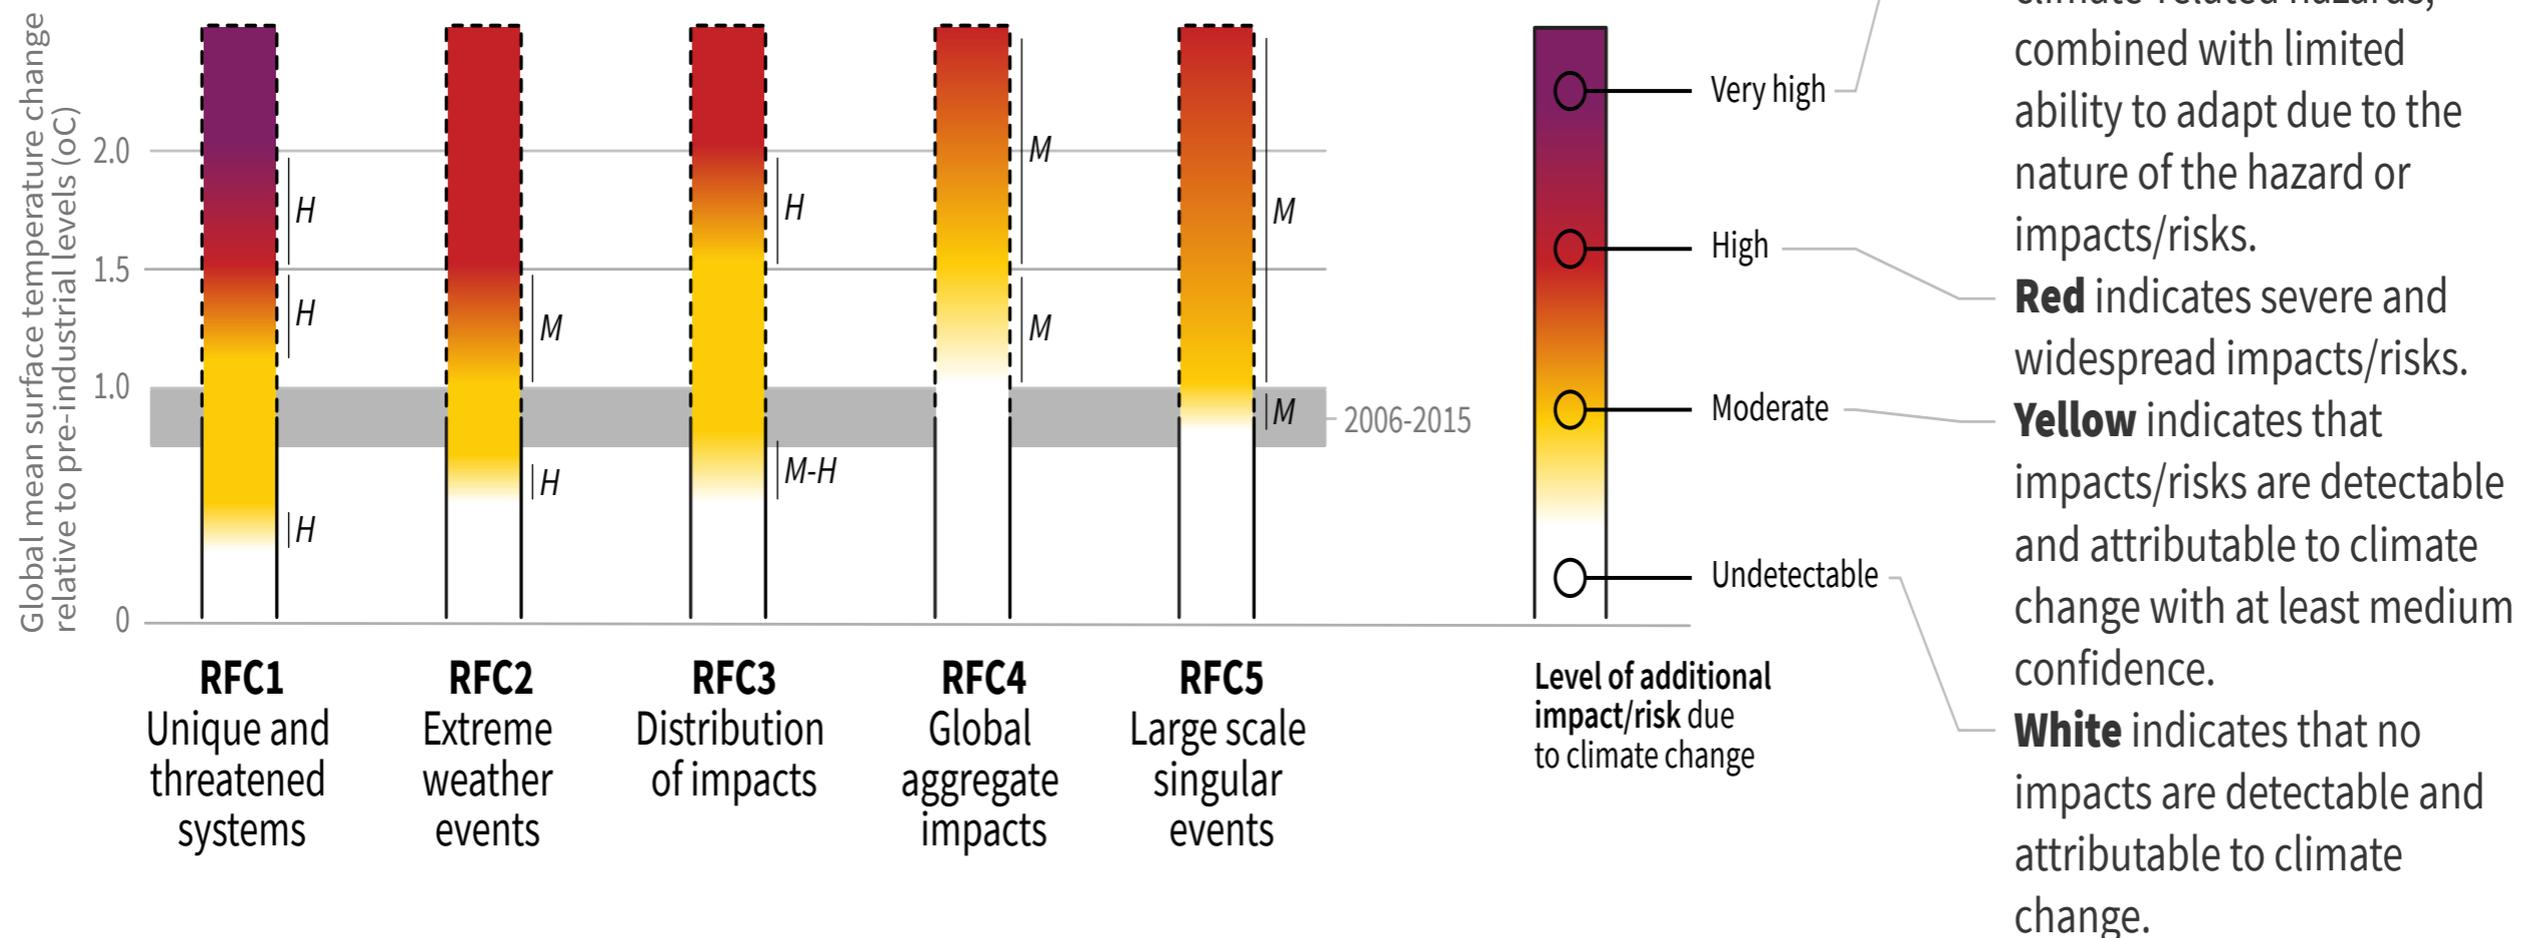 Global mean surface temperature change
relative to pre-industrial levels (oC)
2.0
1.5
1.0
0
H
H
H
M
H
H
M-H
M
M
M
M
2006-2015
RFC1
Unique and
threatened
systems
RFC2
Extreme
weather
events
RFC3
Distribution
of impacts
RFC4
Global
aggregate
impacts
RFC5
Large scale
singular
events
Very high
High
Moderate
Undetectable
Level of additional
impact/risk due
to climate change
climate-related hazards,
combined with limited
ability to adapt due to the
nature of the hazard or
impacts/risks.
Red indicates severe and
widespread impacts/risks.
Yellow indicates that
impacts/risks are detectable
and attributable to climate
change with at least medium
confidence.
White indicates that no
impacts are detectable and
attributable to climate
change.